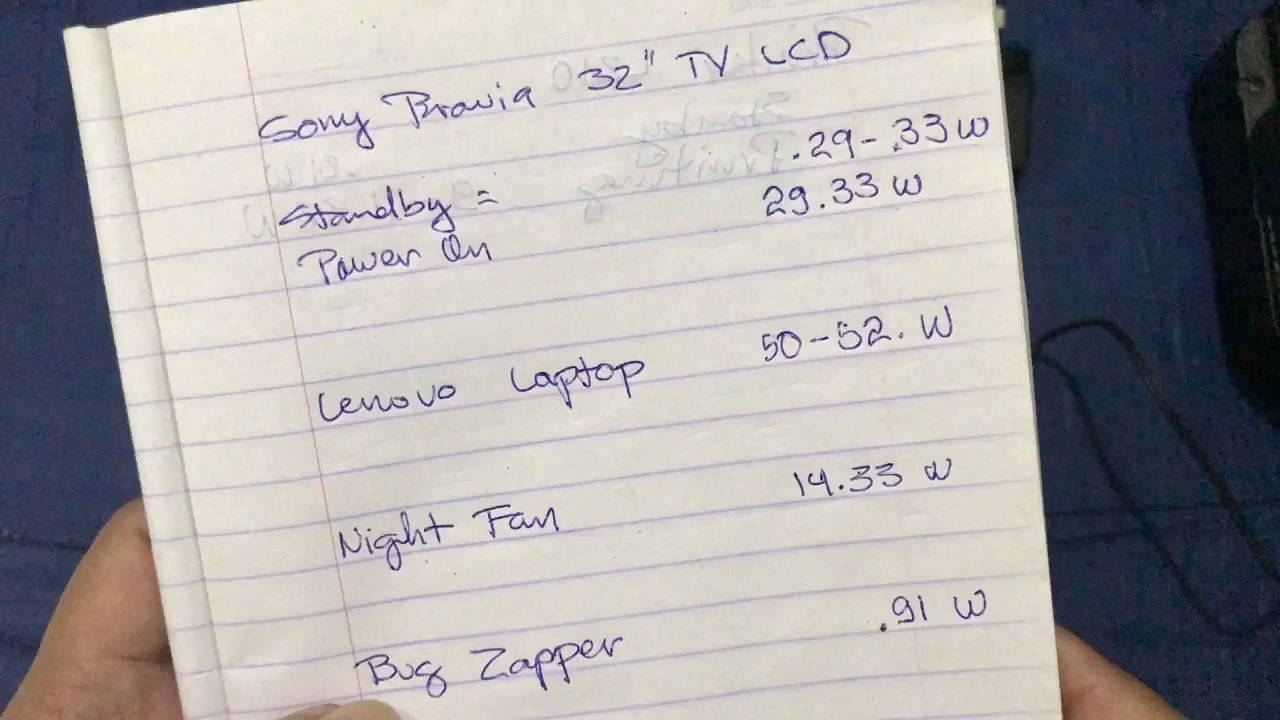 Sony Bravia 32" TV LCD
Standby = .29-.33 W
Power On 29.33 W
Lenovo Laptop 50-52. W
Night Fan 14.33 W
Bug Zapper .91 W